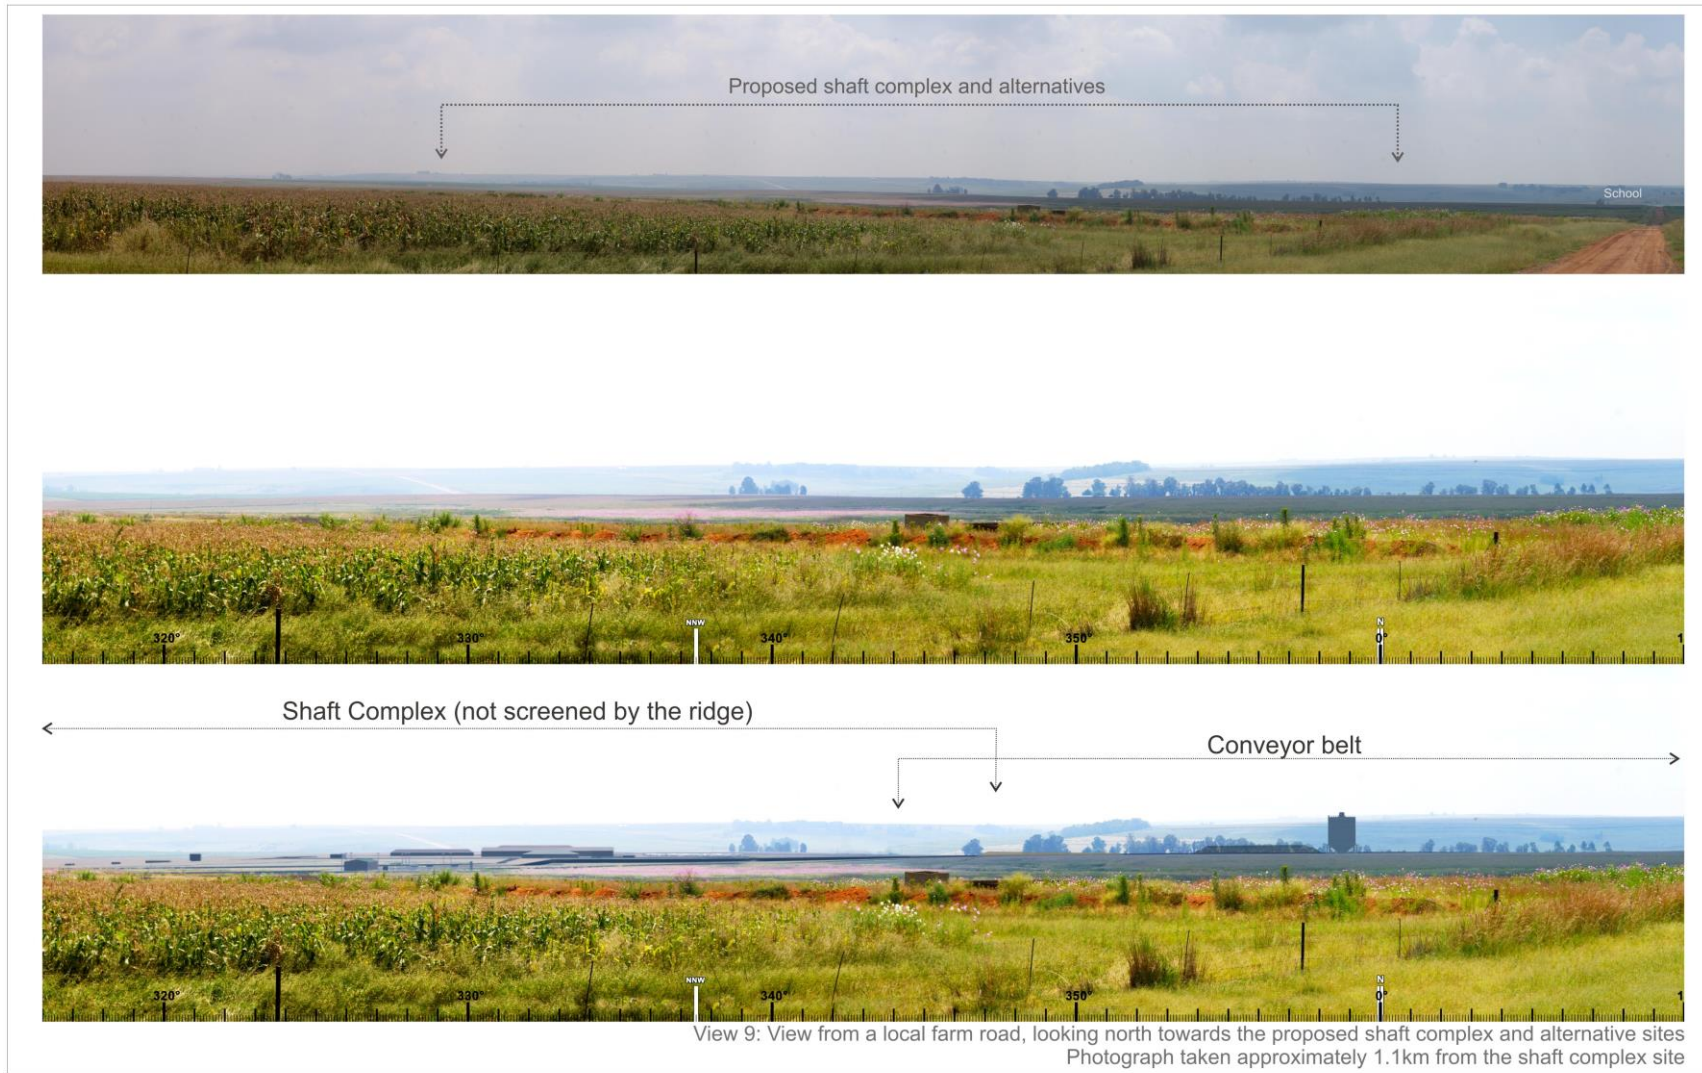 Proposed shaft complex and alternatives
School
NNW
N
320°
330°
340°
350°
0°
1
Shaft Complex (not screened by the ridge)
Conveyor belt
NNW
N
320°
330°
340°
350°
0°
1
View 9: View from a local farm road, looking north towards the proposed shaft complex and alternative sites
Photograph taken approximately 1.1km from the shaft complex site